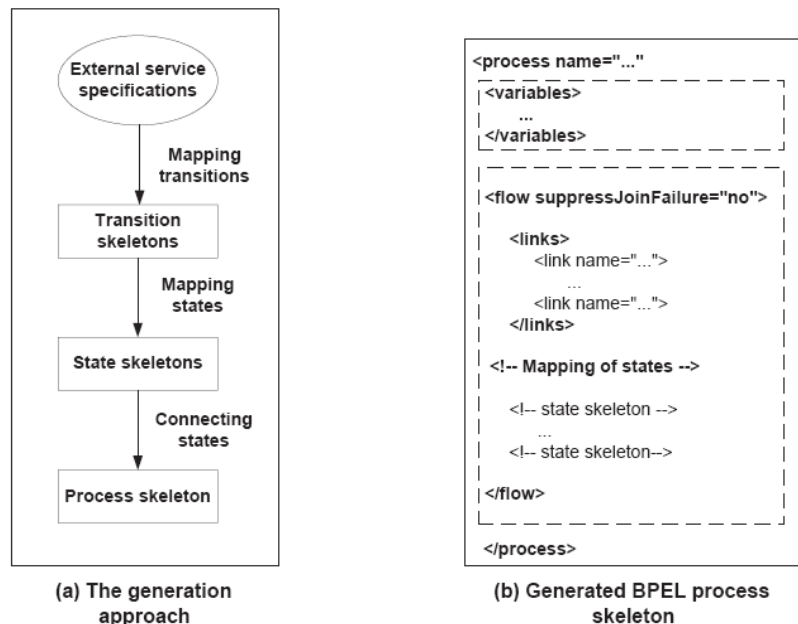 External service
specifications
Mapping
transitions
Transition
skeletons
Mapping
states
State skeletons
Connecting
states
Process skeleton
(a) The generation
approach
<process name="..."
<variables>
...
</variables>
<flow suppressJoinFailure="no">
<links>
<link name="...">
...
<link name="...">
</links>
<!-- Mapping of states -->
<!-- state skeleton -->
...
<!-- state skeleton-->
</flow>
</process>
(b) Generated BPEL process
skeleton